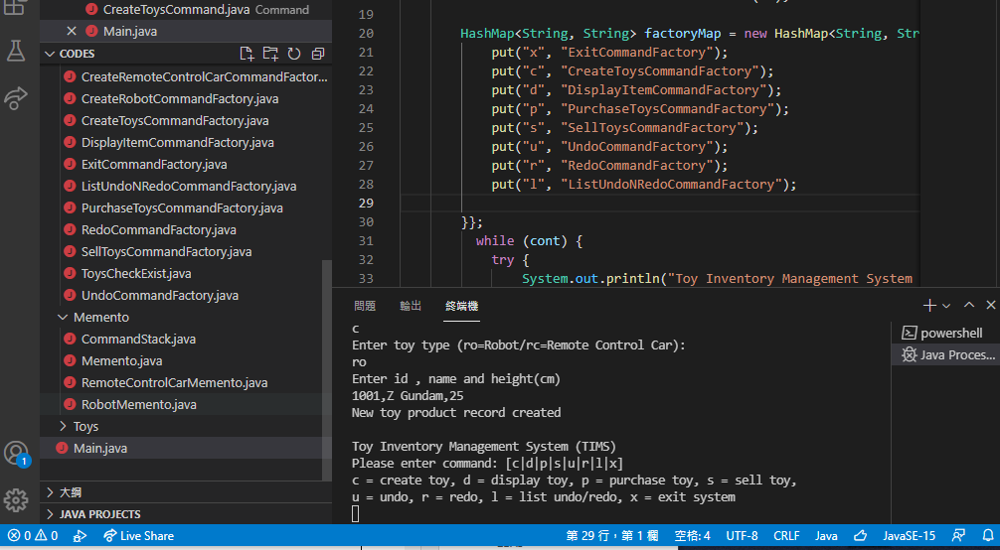 CreateToysCommand.java Command
Main.java
CODES
CreateRemoteControlCarCommandFactor...
CreateRobotCommandFactory.java
CreateToysCommandFactory.java
DisplayItemCommandFactory.java
ExitCommandFactory.java
ListUndoNRedoCommandFactory.java
PurchaseToysCommandFactory.java
RedoCommandFactory.java
SellToysCommandFactory.java
ToysCheckExist.java
UndoCommandFactory.java
Memento
CommandStack.java
Memento.java
RemoteControlCarMemento.java
RobotMemento.java
Toys
Main.java
大綱
JAVA PROJECTS
19
20 HashMap<String, String> factoryMap = new HashMap<String, Str
21 put("x", "ExitCommandFactory");
22 put("c", "CreateToysCommandFactory");
23 put("d", "DisplayItemCommandFactory");
24 put("p", "PurchaseToysCommandFactory");
25 put("s", "SellToysCommandFactory");
26 put("u", "UndoCommandFactory");
27 put("r", "RedoCommandFactory");
28 put("l", "ListUndoNRedoCommandFactory");
29
30 }};
31 while (cont) {
32 try {
33 System.out.println("Toy Inventory Management System
問題 輸出 終端機
c
Enter toy type (ro=Robot/rc=Remote Control Car):
ro
Enter id , name and height(cm)
1001,Z Gundam,25
New toy product record created
Toy Inventory Management System (TIMS)
Please enter command: [c|d|p|s|u|r|l|x]
c = create toy, d = display toy, p = purchase toy, s = sell toy,
u = undo, r = redo, l = list undo/redo, x = exit system
powershell
Java Proces...
1
0 0 Live Share 第 29 行，第 1 欄 空格: 4 UTF-8 CRLF Java JavaSE-15